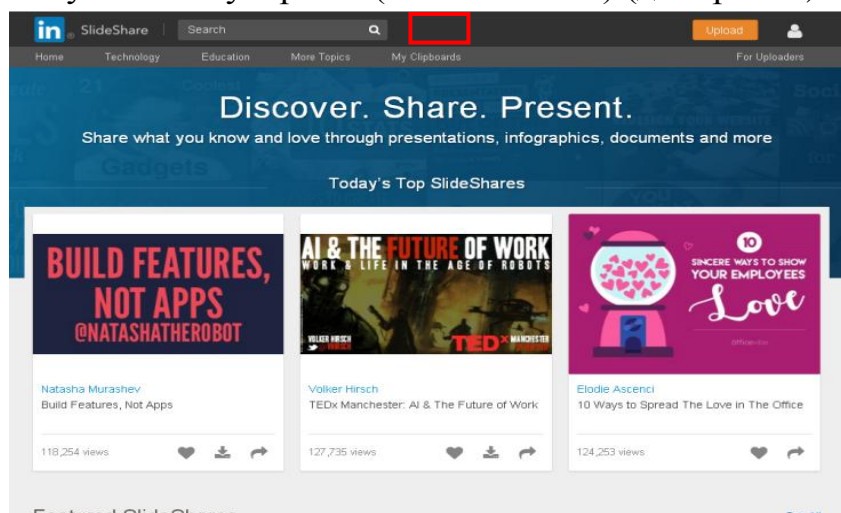 in SlideShare Search Upload
Home Technology Education More Topics My Clipboards For Uploaders
Discover. Share. Present.
Share what you know and love through presentations, infographics, documents and more
Gadgets
Today's Top SlideShares
BUILD FEATURES,
NOT APPS
@NATASHATHEROBOT
AI & THE FUTURE OF WORK
WORK & LIFE IN THE AGE OF ROBOTS
VOLKER HIRSCH
TEDx MANCHESTER
10
SINCERE WAYS TO SHOW
YOUR EMPLOYEES
Love
Natasha Murashev
Build Features, Not Apps
118,254 views
Volker Hirsch
TEDx Manchester: AI & The Future of Work
127,735 views
Elodie Ascenci
10 Ways to Spread The Love in The Office
124,253 views